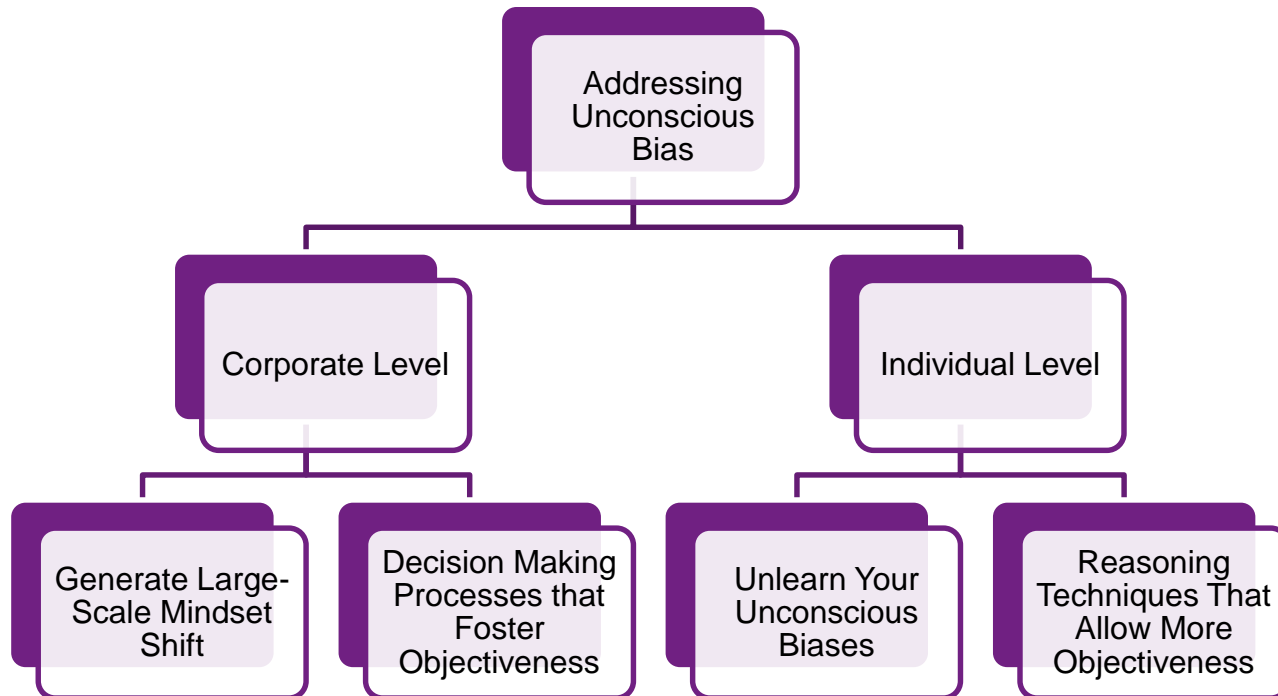 Addressing
Unconscious
Bias
Corporate Level
Individual Level
Generate Large-
Scale Mindset
Shift
Decision Making
Processes that
Foster
Objectiveness
Unlearn Your
Unconscious
Biases
Reasoning
Techniques That
Allow More
Objectiveness